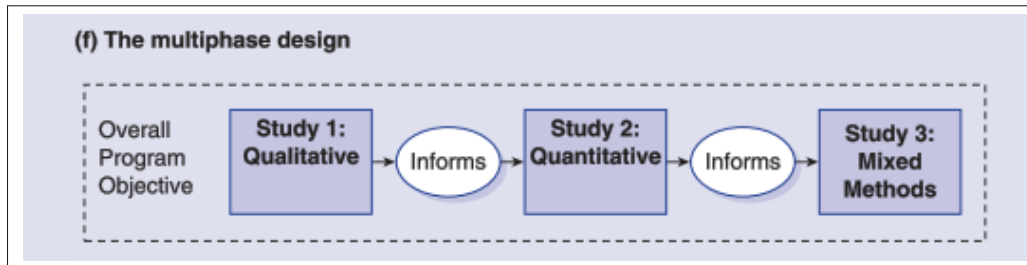 (f) The multiphase design
Overall
Program
Objective
Study 1:
Qualitative
Informs
Study 2:
Quantitative
Informs
Study 3:
Mixed
Methods